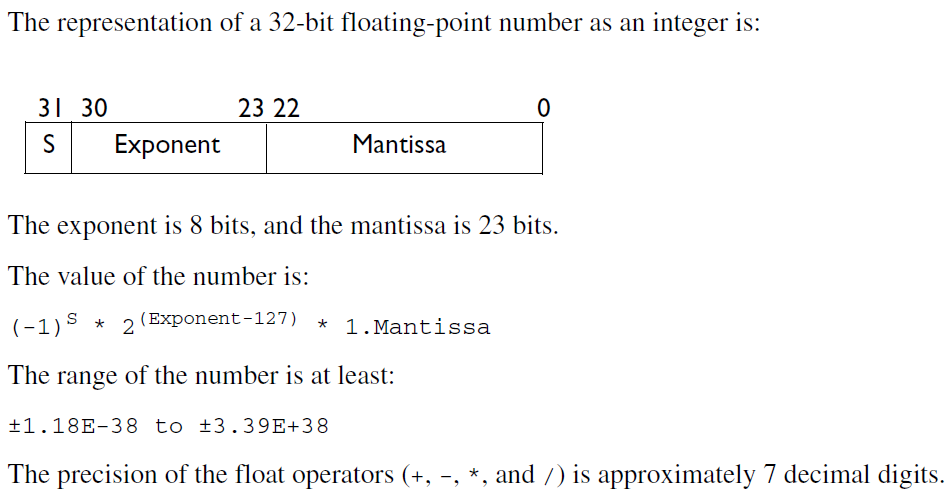 The representation of a 32-bit floating-point number as an integer is:
31 30 23 22 0
S Exponent Mantissa
The exponent is 8 bits, and the mantissa is 23 bits.
The value of the number is:
(-1)^S * 2^(Exponent-127) * 1.Mantissa
The range of the number is at least:
±1.18E-38 to ±3.39E+38
The precision of the float operators (+, -, *, and /) is approximately 7 decimal digits.